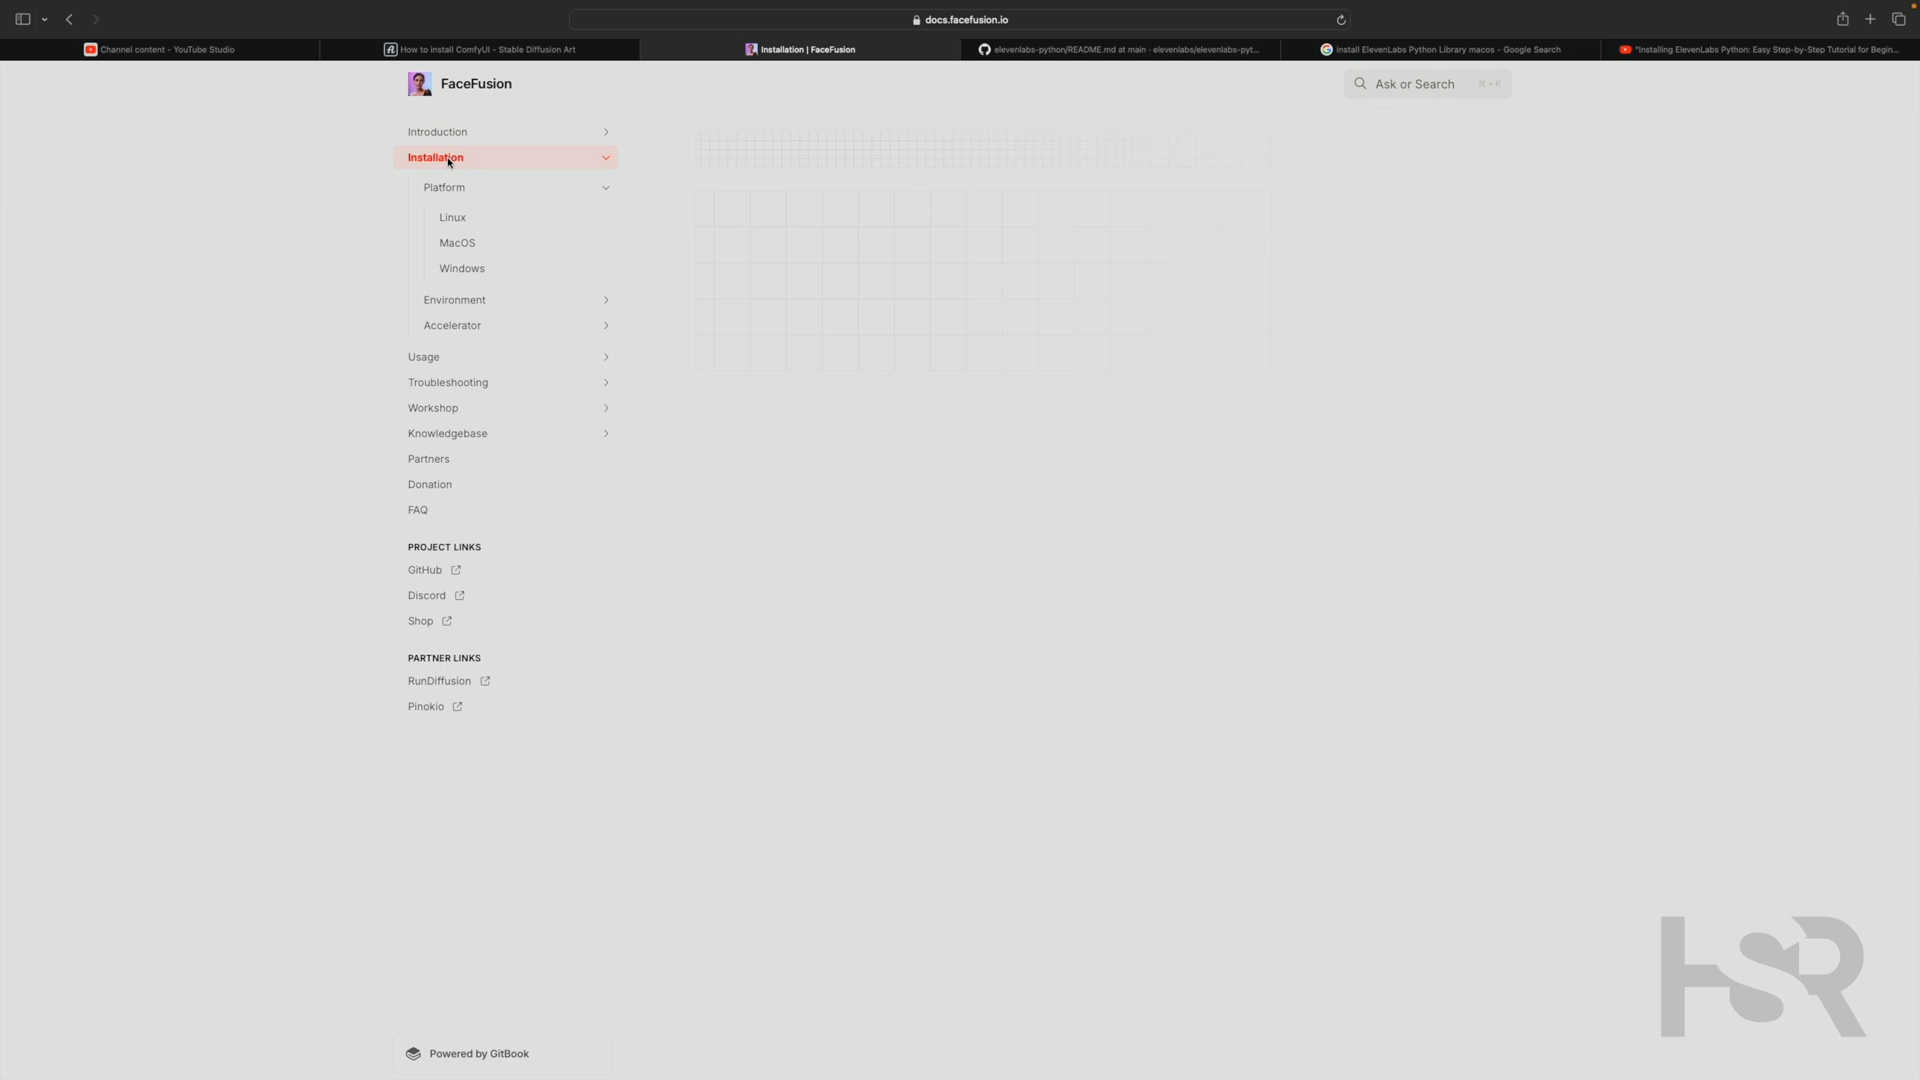 docs.facefusion.io
Channel content - YouTube Studio
How to install ComfyUI - Stable Diffusion Art
Installation | FaceFusion
elevenlabs-python/README.md at main · elevenlabs/elevenlabs-pyt...
install ElevenLabs Python Library macos - Google Search
"Installing ElevenLabs Python: Easy Step-by-Step Tutorial for Begin...
FaceFusion
Ask or Search
⌘+K
Introduction
Installation
Platform
Linux
MacOS
Windows
Environment
Accelerator
Usage
Troubleshooting
Workshop
Knowledgebase
Partners
Donation
FAQ
PROJECT LINKS
GitHub
Discord
Shop
PARTNER LINKS
RunDiffusion
Pinokio
HSR
Powered by GitBook